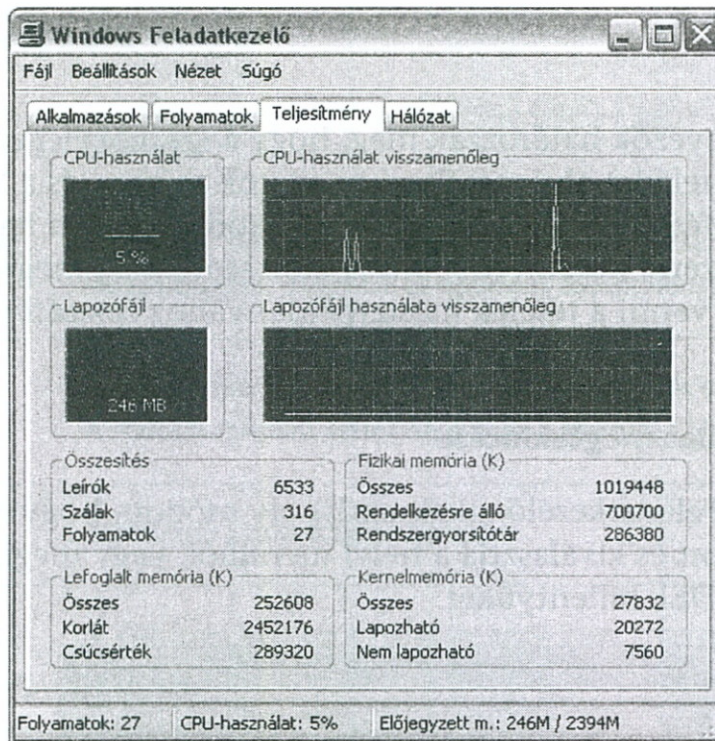 Windows Feladatkezelő
Fájl Beállítások Nézet Súgó
Alkalmazások Folyamatok Teljesítmény Hálózat
CPU-használat CPU-használat visszamenőleg
5 %
Lapozófájl Lapozófájl használata visszamenőleg
246 MB
Összesítés Fizikai memória (K)
Leírók 6533 Összes 1019448
Szálak 316 Rendelkezésre álló 700700
Folyamatok 27 Rendszergyorsítótár 286380
Lefoglalt memória (K) Kernelmemória (K)
Összes 252608 Összes 27832
Korlát 2452176 Lapozható 20272
Csúcsérték 289320 Nem lapozható 7560
Folyamatok: 27 CPU-használat: 5% Előjegyzett m.: 246M / 2394M